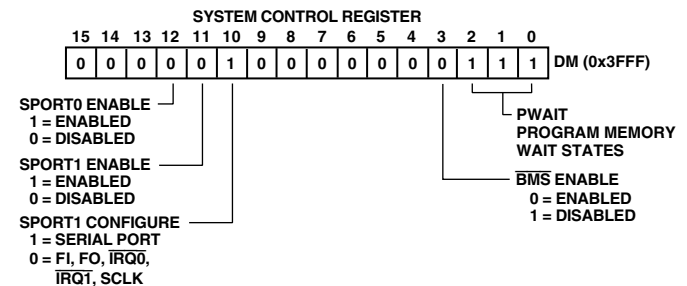 SYSTEM CONTROL REGISTER
15 14 13 12 11 10 9 8 7 6 5 4 3 2 1 0
0 0 0 0 0 1 0 0 0 0 0 0 0 1 1 1 DM (0x3FFF)
SPORT0 ENABLE
1 = ENABLED
0 = DISABLED
SPORT1 ENABLE
1 = ENABLED
0 = DISABLED
SPORT1 CONFIGURE
1 = SERIAL PORT
0 = FI, FO, IRQ0,
IRQ1, SCLK
PWAIT
PROGRAM MEMORY
WAIT STATES
BMS ENABLE
0 = ENABLED
1 = DISABLED